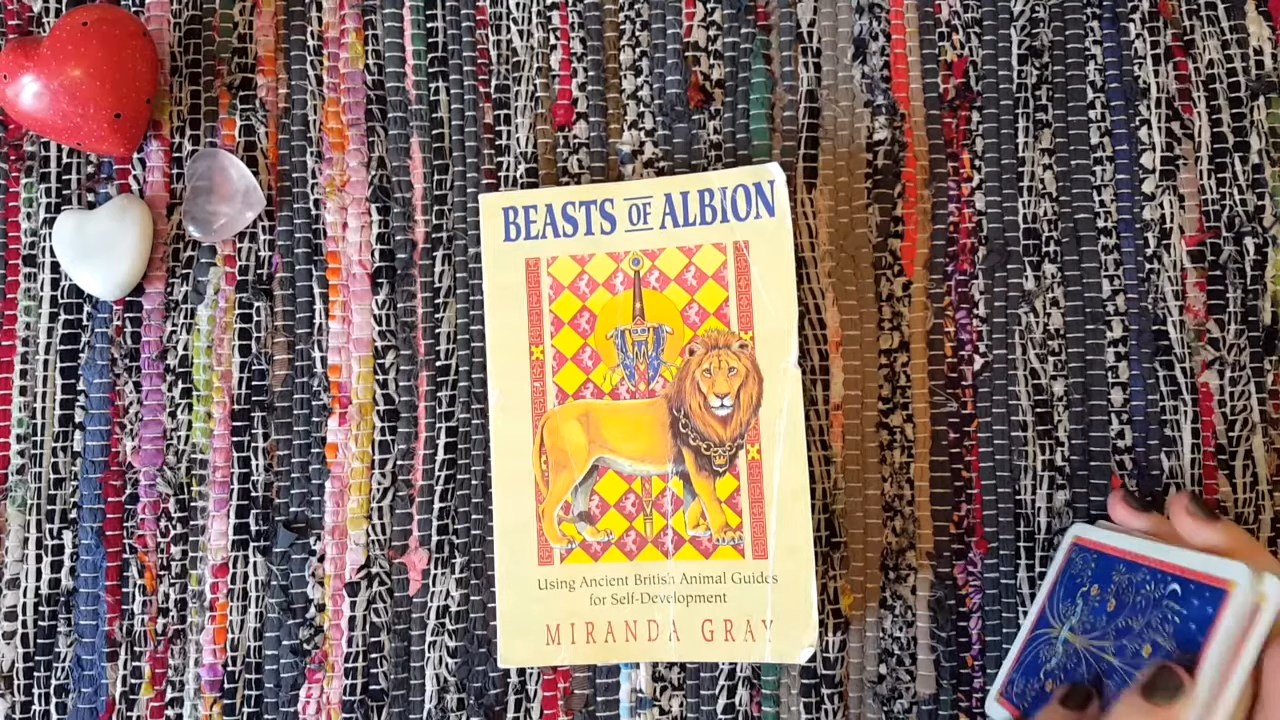 BEASTS OF ALBION
Using Ancient British Animal Guides
for Self-Development
MIRANDA GRAY